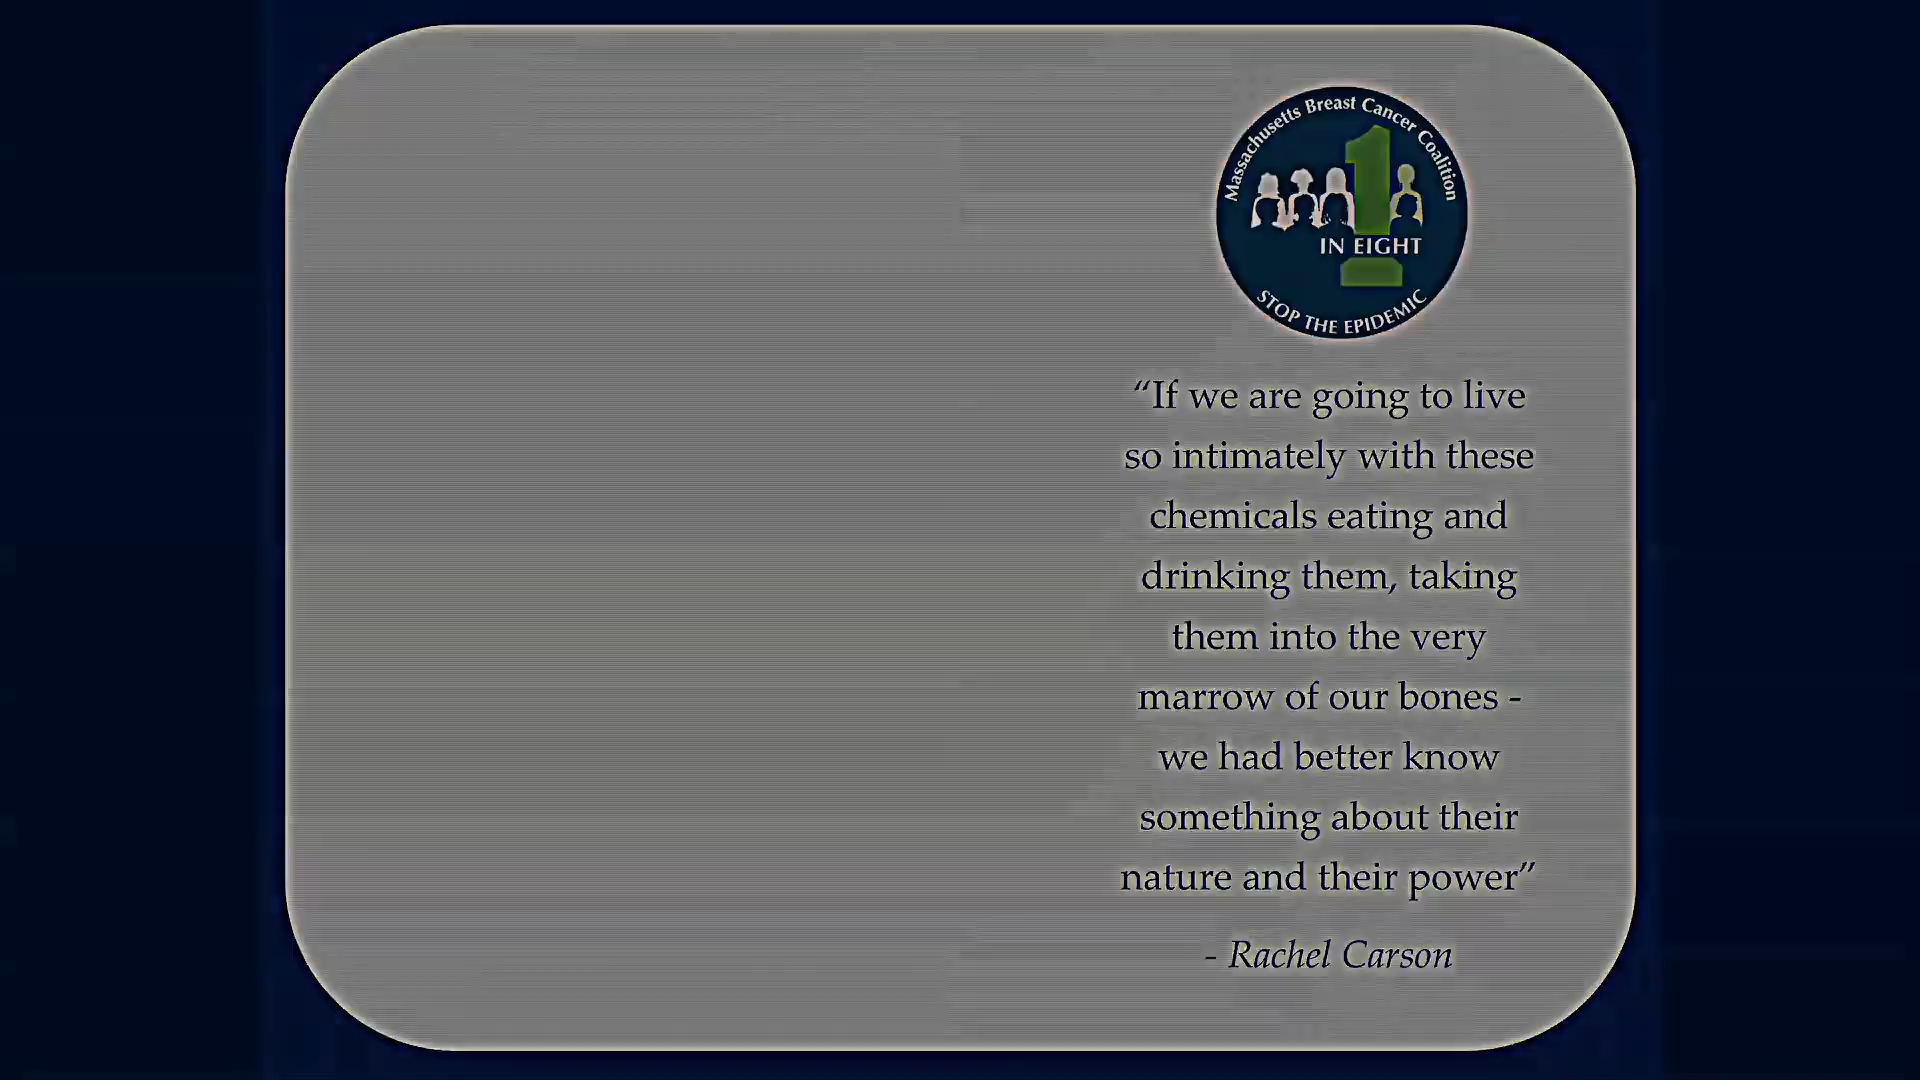 Massachusetts Breast Cancer Coalition
1
IN EIGHT
STOP THE EPIDEMIC
“If we are going to live
so intimately with these
chemicals eating and
drinking them, taking
them into the very
marrow of our bones -
we had better know
something about their
nature and their power”
- Rachel Carson